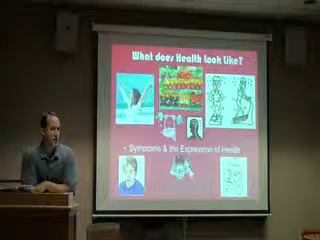 What does Health Look Like?
• Symptoms & the Expression of Health